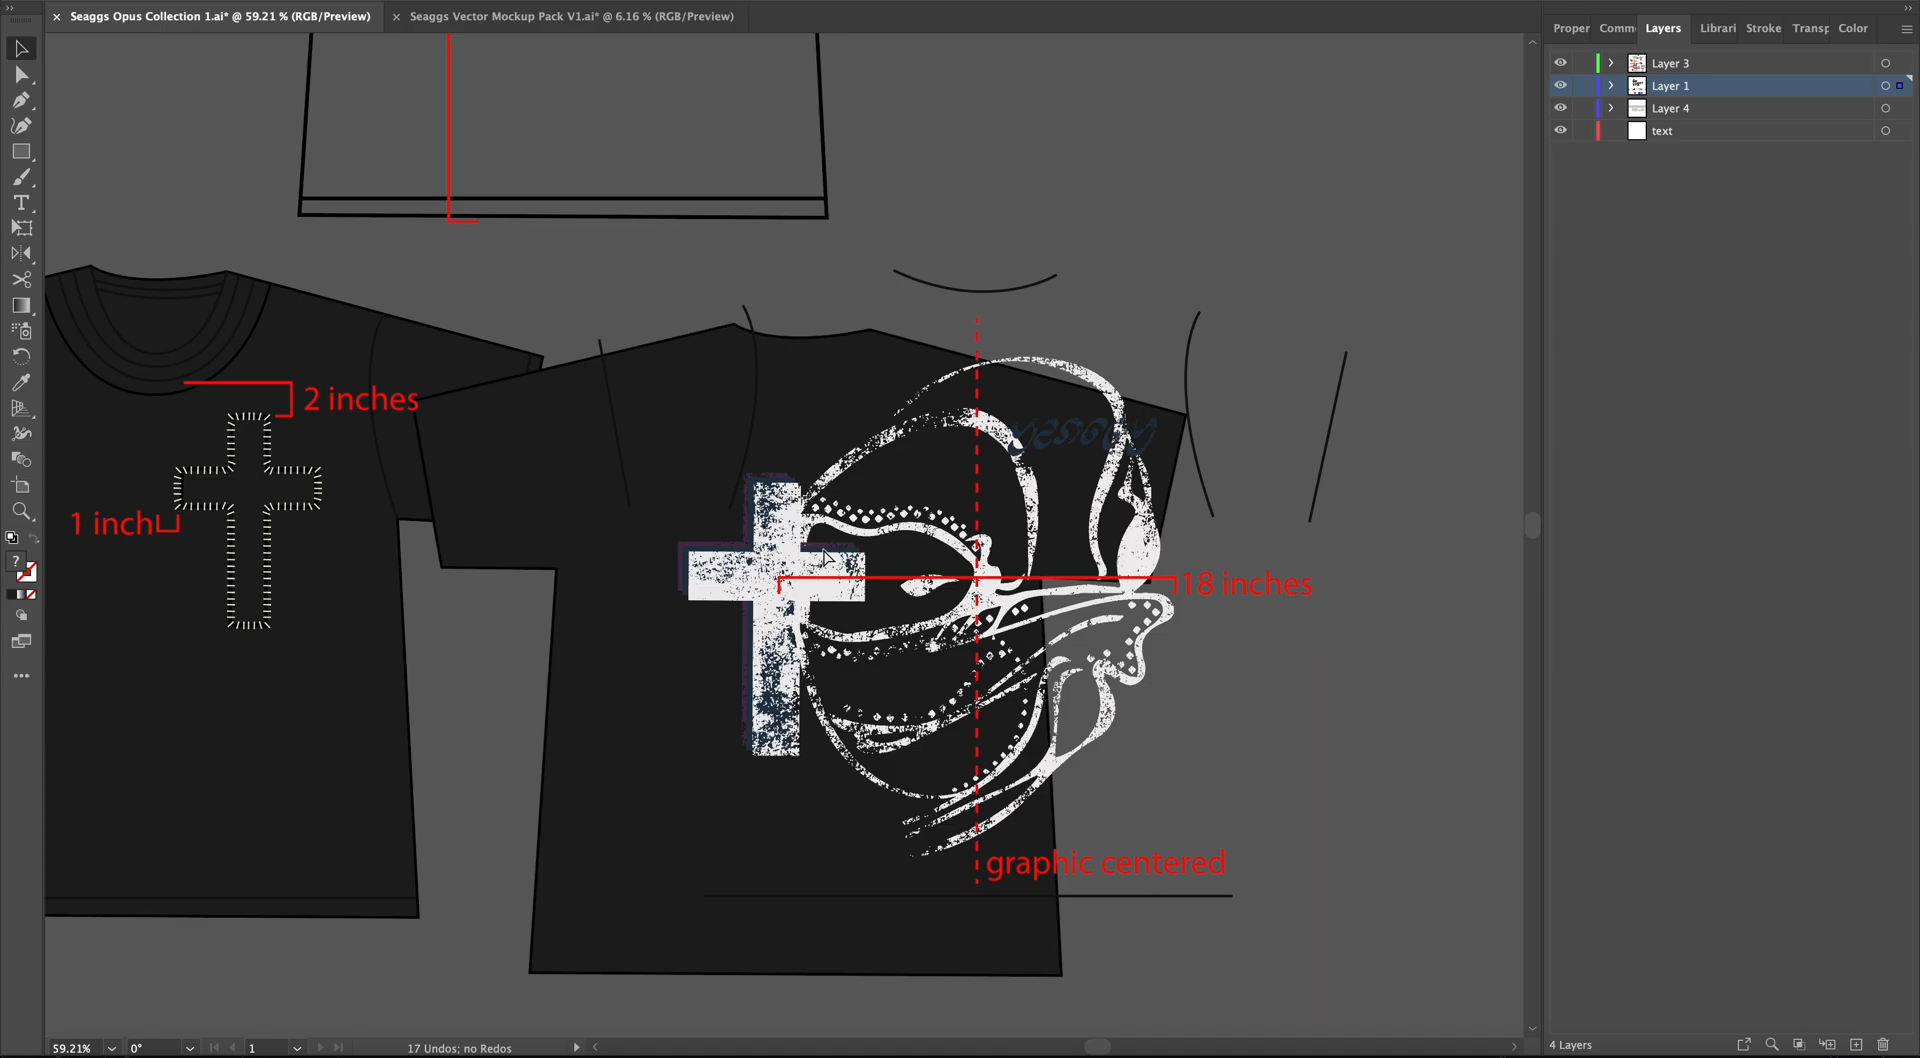 Seaggs Opus Collection 1.ai* @ 59.21 % (RGB/Preview)
Seaggs Vector Mockup Pack V1.ai* @ 6.16 % (RGB/Preview)
Proper
Comm
Layers
Librari
Stroke
Transp
Color
Layer 3
Layer 1
Layer 4
text
2 inches
1 inch
18 inches
graphic centered
59.21%
0°
1
17 Undos; no Redos
4 Layers